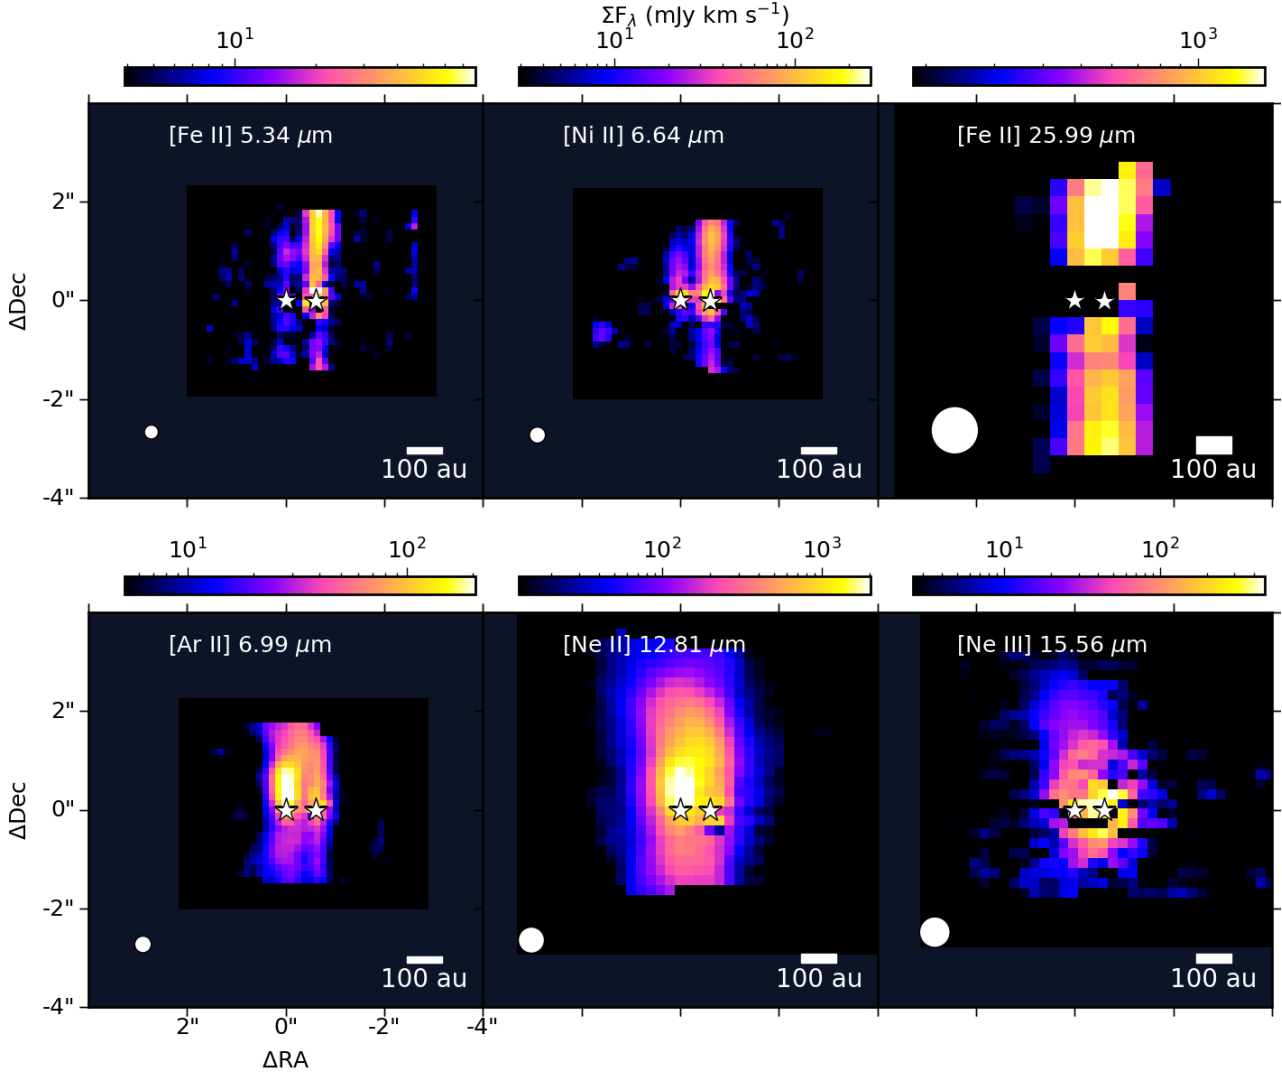 ΣF_λ (mJy km s⁻¹)
10¹ 10¹ 10² 10³
[Fe II] 5.34 μm [Ni II] 6.64 μm [Fe II] 25.99 μm
2"
0"
ΔDec
-2"
100 au 100 au 100 au
-4"
10¹ 10² 10² 10³ 10¹ 10²
[Ar II] 6.99 μm [Ne II] 12.81 μm [Ne III] 15.56 μm
2"
0"
ΔDec
-2"
100 au 100 au 100 au
-4"
2" 0" -2" -4"
ΔRA